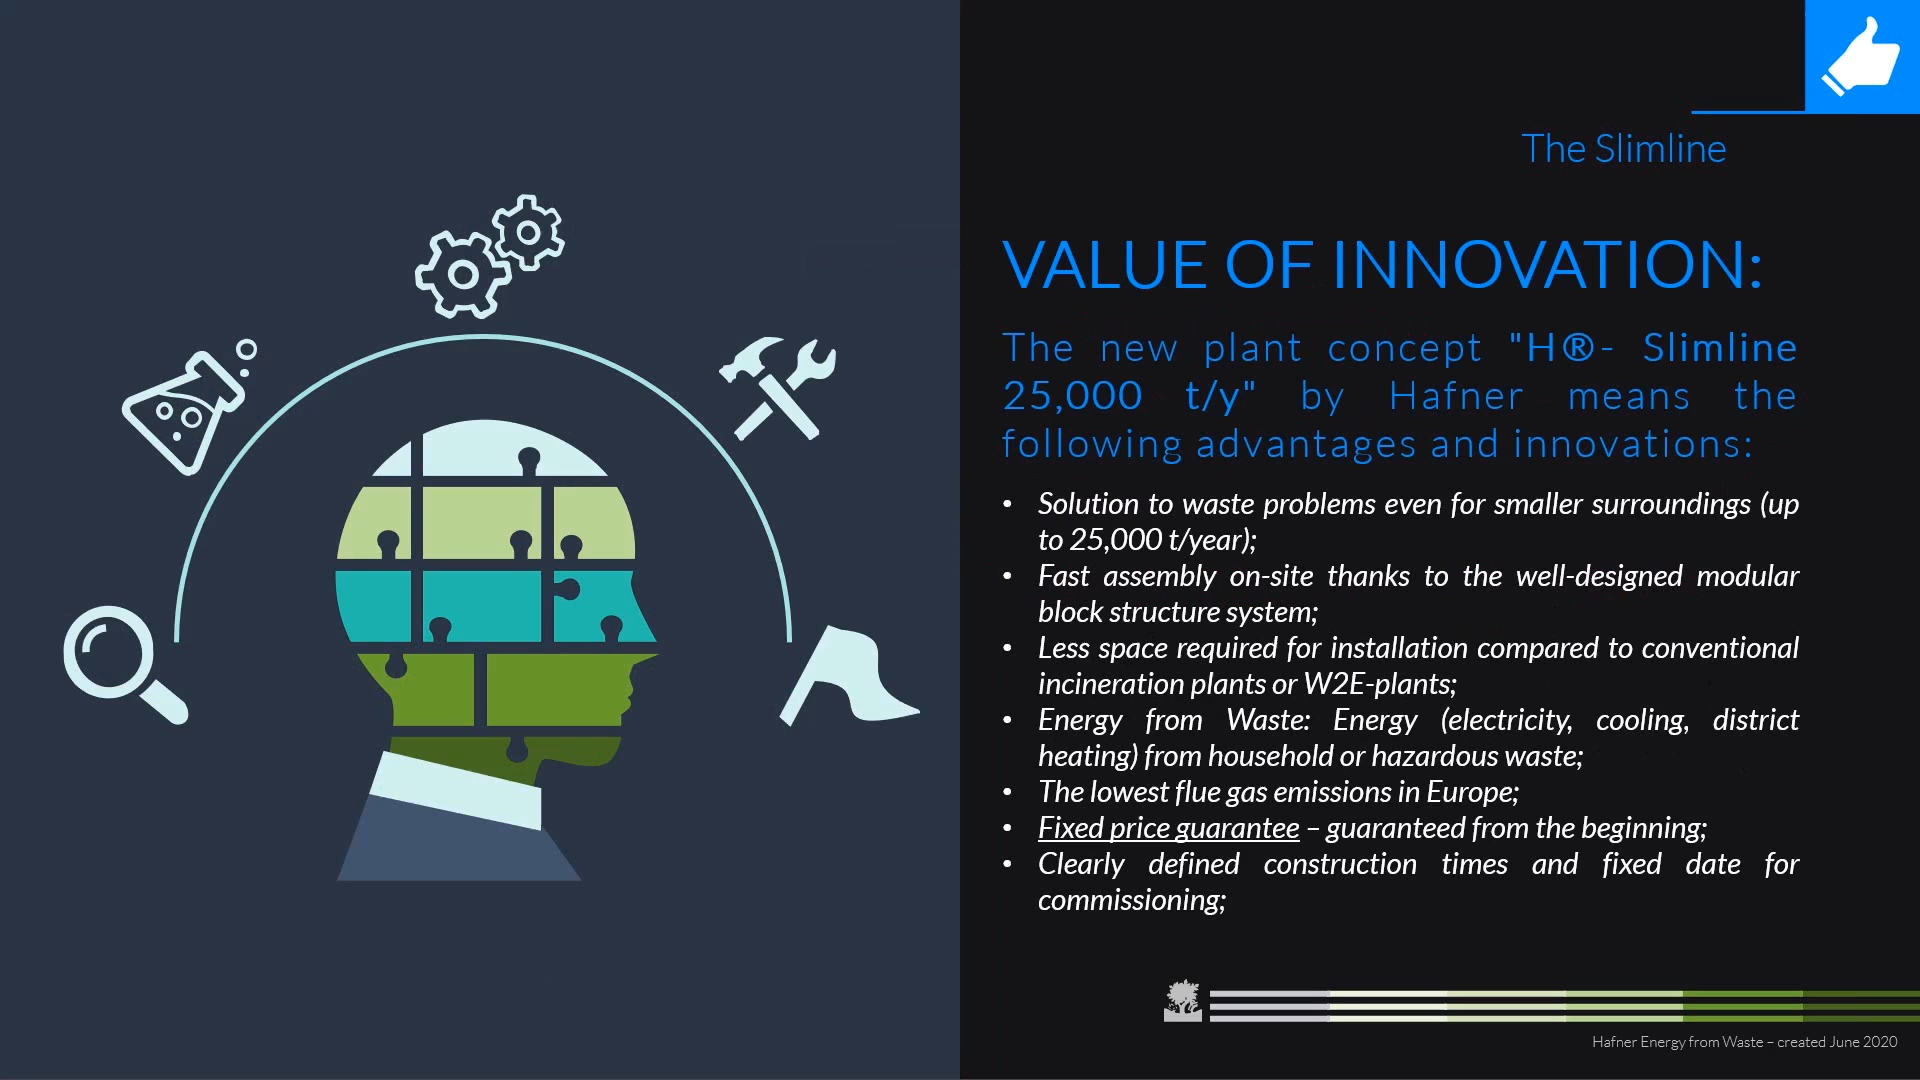 The Slimline
VALUE OF INNOVATION:
The new plant concept "H®- Slimline
25,000 t/y" by Hafner means the
following advantages and innovations:
• Solution to waste problems even for smaller surroundings (up
to 25,000 t/year);
• Fast assembly on-site thanks to the well-designed modular
block structure system;
• Less space required for installation compared to conventional
incineration plants or W2E-plants;
• Energy from Waste: Energy (electricity, cooling, district
heating) from household or hazardous waste;
• The lowest flue gas emissions in Europe;
• Fixed price guarantee – guaranteed from the beginning;
• Clearly defined construction times and fixed date for
commissioning;
Hafner Energy from Waste – created June 2020